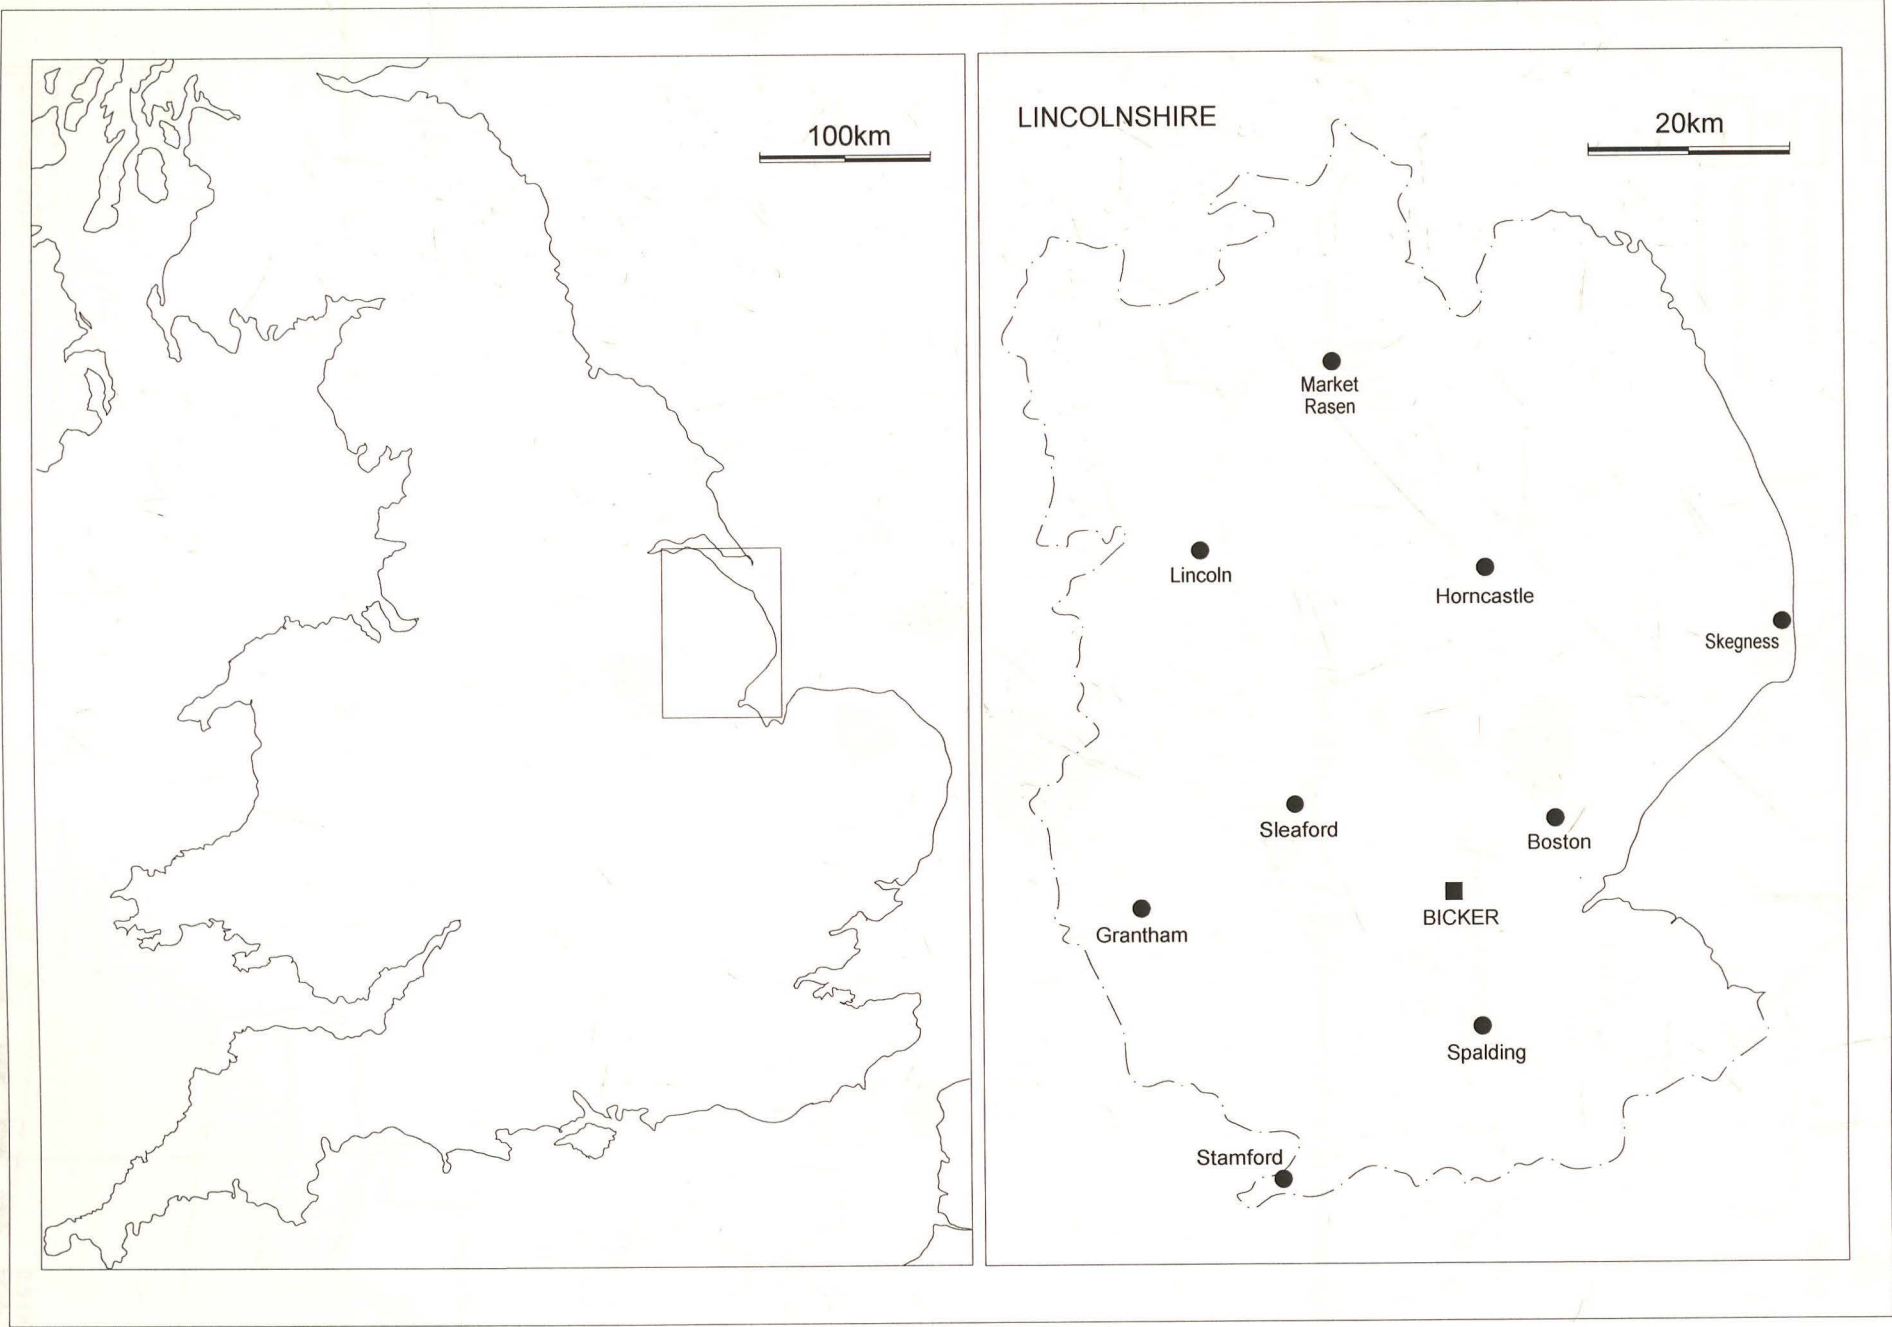 100km
LINCOLNSHIRE
20km
Market
Rasen
Lincoln
Horncastle
Skegness
Sleaford
Boston
BICKER
Grantham
Spalding
Stamford